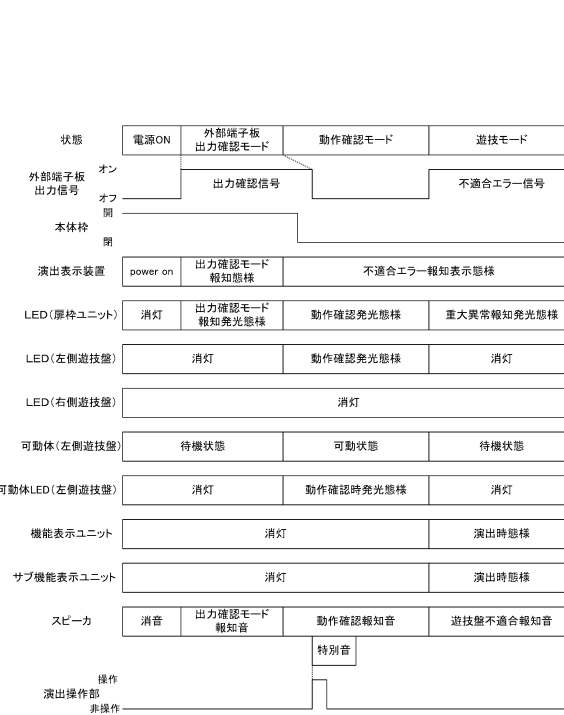 状態 電源ON 外部端子板 動作確認モード 遊技モード
出力確認モード
外部端子板 オン
出力信号 出力確認信号 不適合エラー信号
オフ
開
本体枠
閉
演出表示装置 power on 出力確認モード 不適合エラー報知表示態様
報知態様
LED(扉枠ユニット) 消灯 出力確認モード 動作確認発光態様 重大異常報知発光態様
報知発光態様
LED(左側遊技盤) 消灯 動作確認発光態様 消灯
LED(右側遊技盤) 消灯
可動体(左側遊技盤) 待機状態 可動状態 待機状態
可動体LED(左側遊技盤) 消灯 動作確認時発光態様 消灯
機能表示ユニット 消灯 演出時態様
サブ機能表示ユニット 消灯 演出時態様
スピーカ 消音 出力確認モード 動作確認報知音 遊技盤不適合報知音
報知音
特別音
操作
演出操作部
非操作